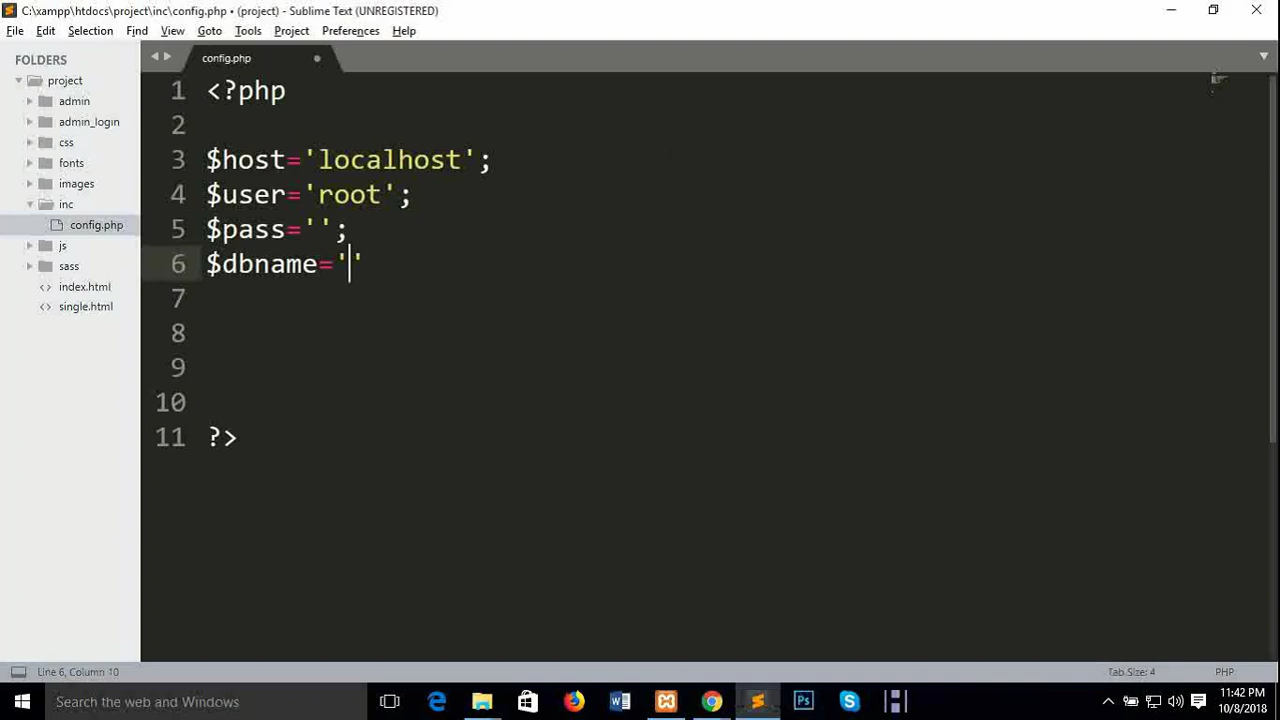 C:\xampp\htdocs\project\inc\config.php • (project) - Sublime Text (UNREGISTERED)
File Edit Selection Find View Goto Tools Project Preferences Help
FOLDERS
project
admin
admin_login
css
fonts
images
inc
config.php
js
sass
index.html
single.html
config.php
1 <?php
2
3 $host='localhost';
4 $user='root';
5 $pass='';
6 $dbname=''
7
8
9
10
11 ?>
Line 6, Column 10
Tab Size: 4
PHP
Search the web and Windows
11:42 PM
10/8/2018